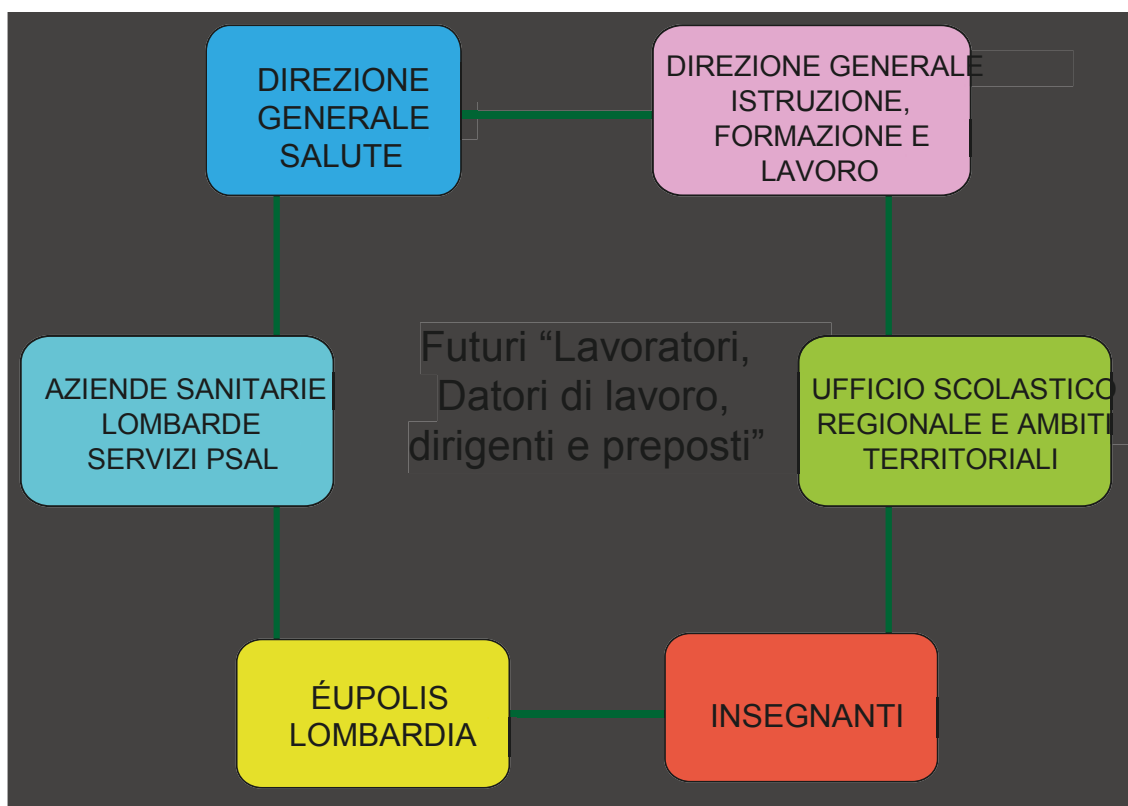 DIREZIONE
GENERALE
SALUTE
DIREZIONE GENERALE
ISTRUZIONE,
FORMAZIONE E
LAVORO
AZIENDE SANITARIE
LOMBARDE
SERVIZI PSAL
Futuri “Lavoratori,
Datori di lavoro,
dirigenti e preposti”
UFFICIO SCOLASTICO
REGIONALE E AMBITI
TERRITORIALI
ÉUPOLIS
LOMBARDIA
INSEGNANTI